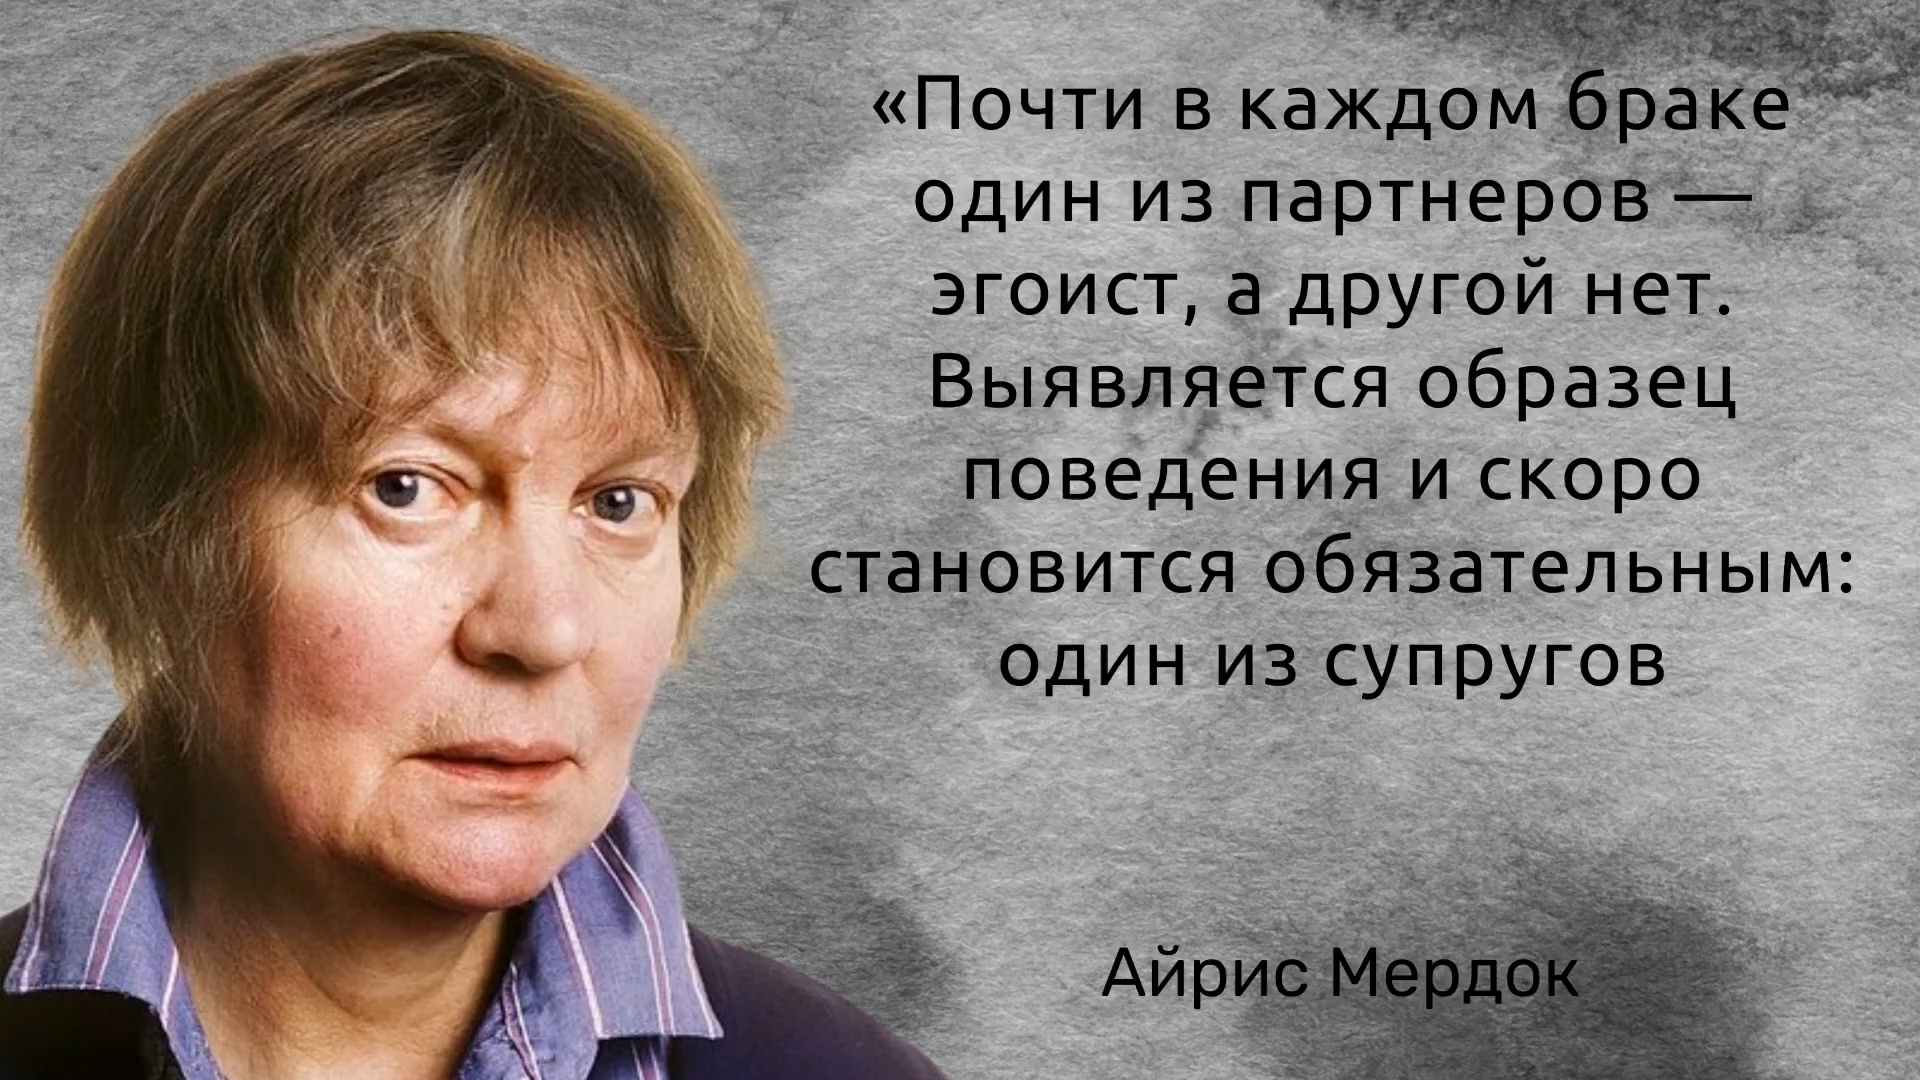 «Почти в каждом браке
один из партнеров —
эгоист, а другой нет.
Выявляется образец
поведения и скоро
становится обязательным:
один из супругов
Айрис Мердок